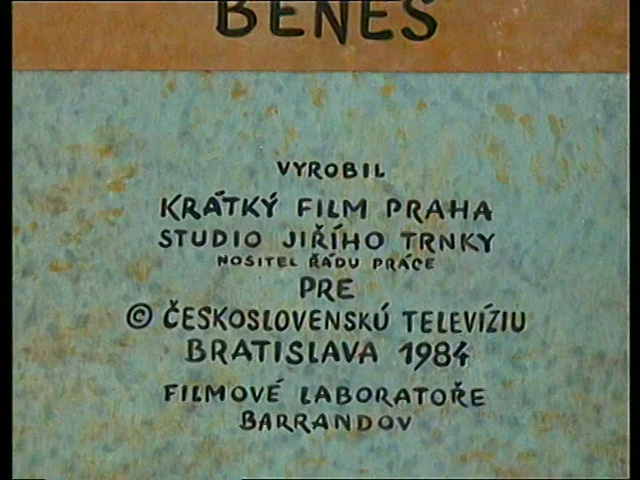 BENEŠ
VYROBIL
KRÁTKÝ FILM PRAHA
STUDIO JIŘÍHO TRNKY
NOSITEL ŘÁDU PRÁCE
PRE
© ČESKOSLOVENSKÚ TELEVÍZIU
BRATISLAVA 1984
FILMOVÉ LABORATOŘE
BARRANDOV